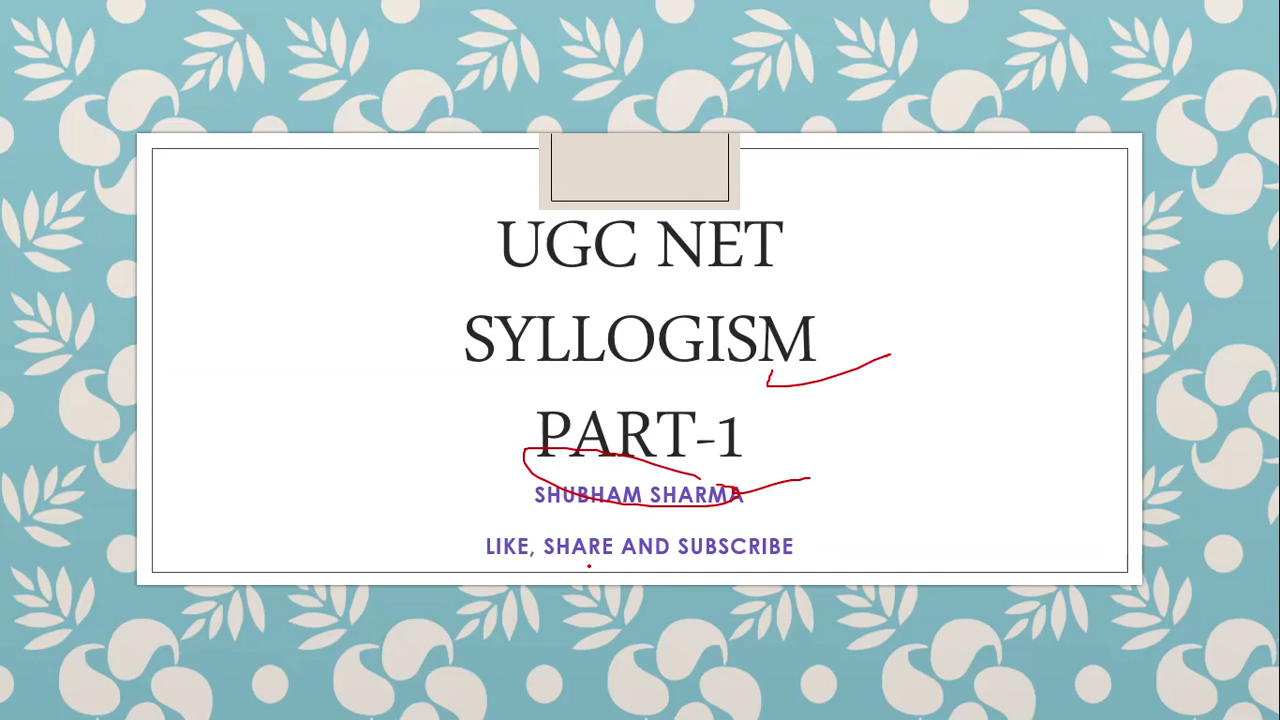 UGC NET
SYLLOGISM
PART-1
SHUBHAM SHARMA
LIKE, SHARE AND SUBSCRIBE